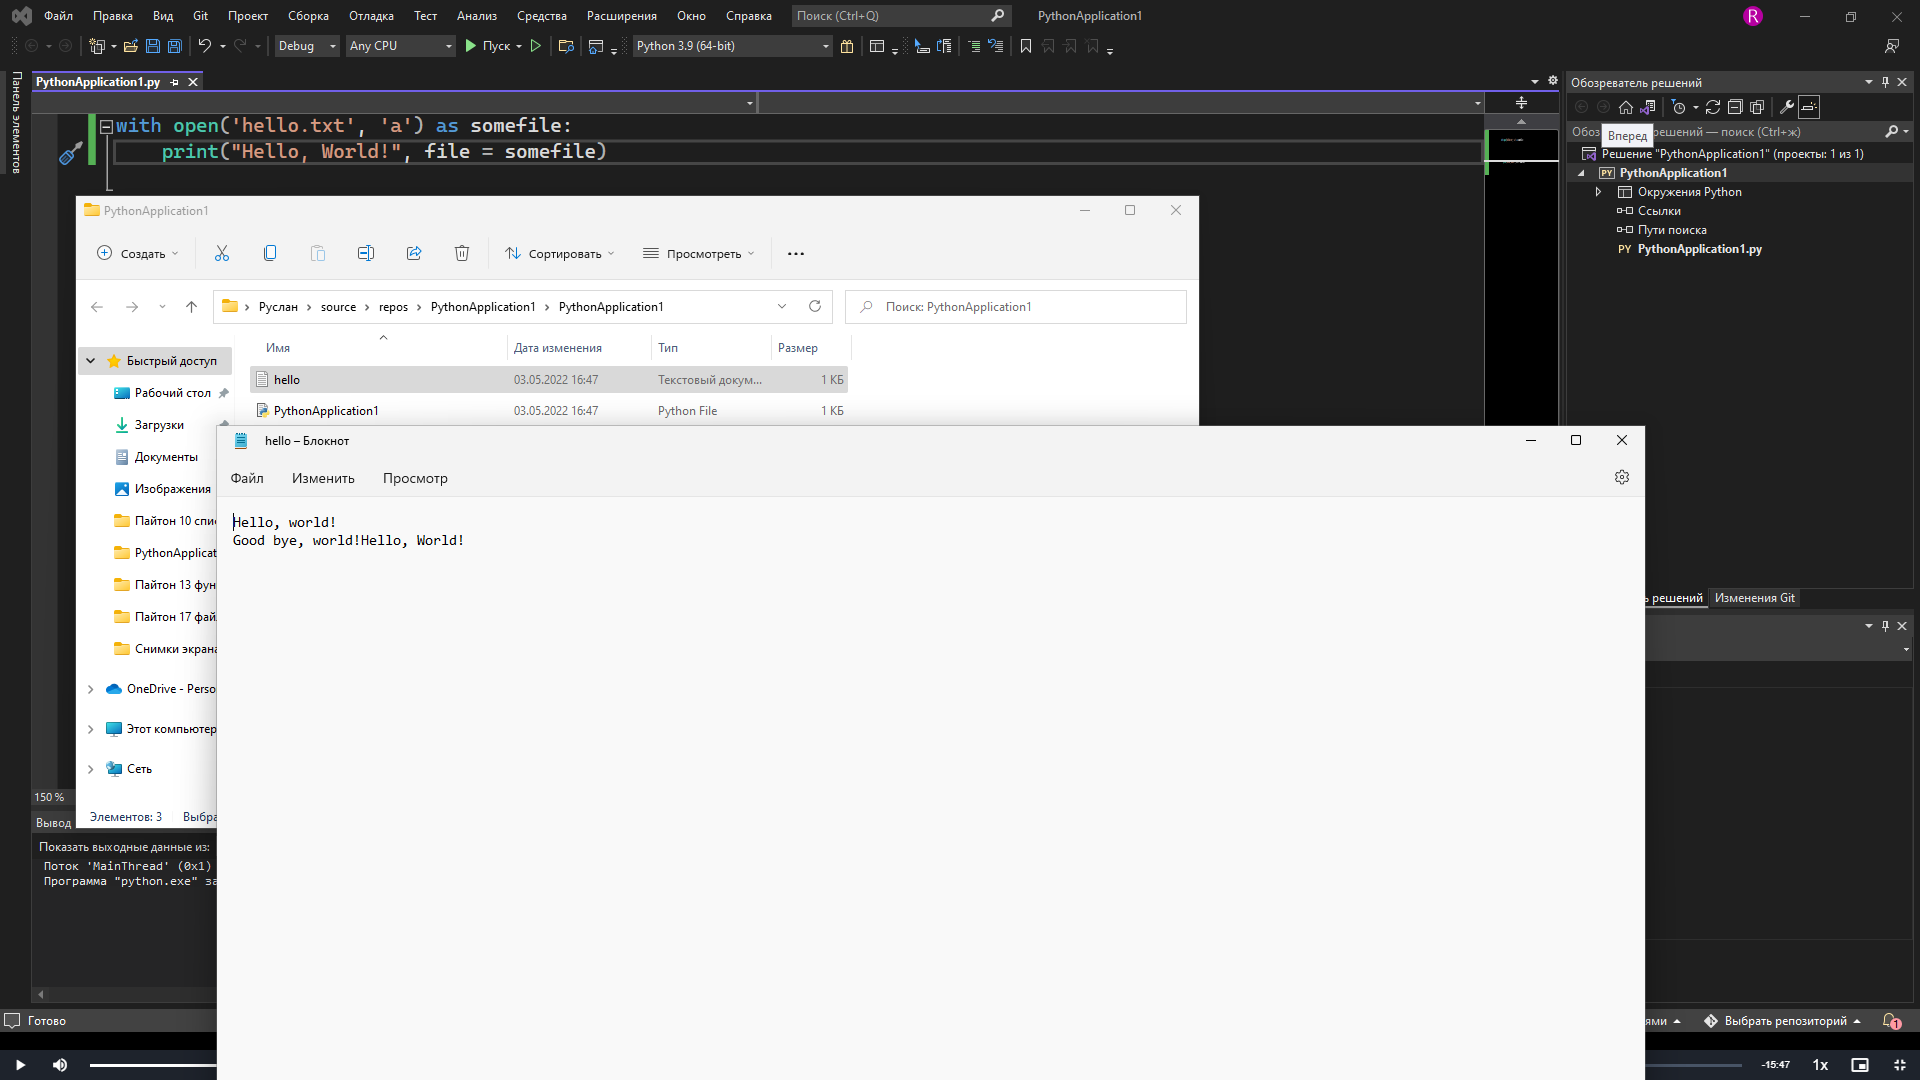 Файл Правка Вид Git Проект Сборка Отладка Тест Анализ Средства Расширения Окно Справка Поиск (Ctrl+Q) PythonApplication1 R
Debug Any CPU Пуск Python 3.9 (64-bit)
Панель элементов
PythonApplication1.py
with open('hello.txt', 'a') as somefile:
print("Hello, World!", file = somefile)
Обозреватель решений
Обоз решений — поиск (Ctrl+ж)
Вперед
Решение "PythonApplication1" (проекты: 1 из 1)
PY PythonApplication1
Окружения Python
Ссылки
Пути поиска
PY PythonApplication1.py
PythonApplication1
Создать Сортировать Просмотреть
Руслан source repos PythonApplication1 PythonApplication1
Поиск: PythonApplication1
Имя Дата изменения Тип Размер
hello 03.05.2022 16:47 Текстовый докум... 1 КБ
PythonApplication1 03.05.2022 16:47 Python File 1 КБ
Быстрый доступ
Рабочий стол
Загрузки
Документы
Изображения
Пайтон 10 спис
PythonApplicat
Пайтон 13 фун
Пайтон 17 фай
Снимки экрана
OneDrive - Perso
Этот компьютер
Сеть
Элементов: 3 Выбра
hello – Блокнот
Файл Изменить Просмотр
Hello, world!
Good bye, world!Hello, World!
ь решений Изменения Git
150 %
Вывод
Показать выходные данные из:
Поток 'MainThread' (0x1)
Программа "python.exe" за
Готово
ями Выбрать репозиторий 1
-15:47 1x